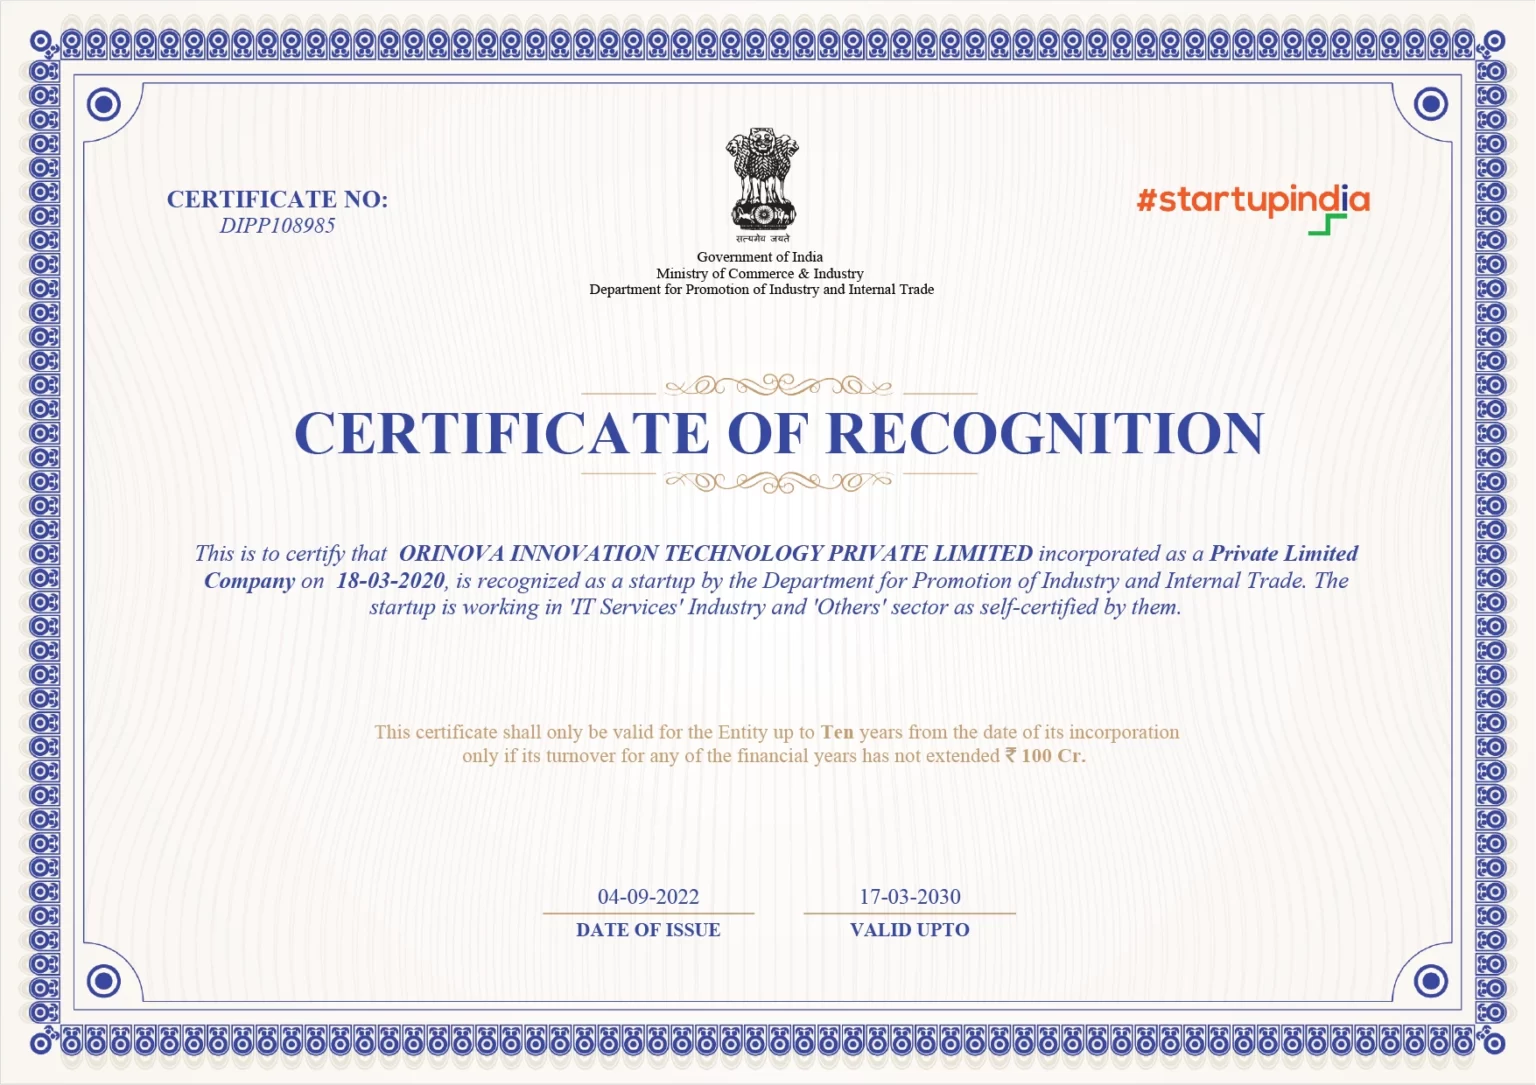 CERTIFICATE NO:
DIPP108985
सत्यमेव जयते
Government of India
Ministry of Commerce & Industry
Department for Promotion of Industry and Internal Trade
#startupindia
CERTIFICATE OF RECOGNITION
This is to certify that ORINOVA INNOVATION TECHNOLOGY PRIVATE LIMITED incorporated as a Private Limited
Company on 18-03-2020, is recognized as a startup by the Department for Promotion of Industry and Internal Trade. The
startup is working in 'IT Services' Industry and 'Others' sector as self-certified by them.
This certificate shall only be valid for the Entity up to Ten years from the date of its incorporation
only if its turnover for any of the financial years has not extended ₹ 100 Cr.
04-09-2022
DATE OF ISSUE
17-03-2030
VALID UPTO